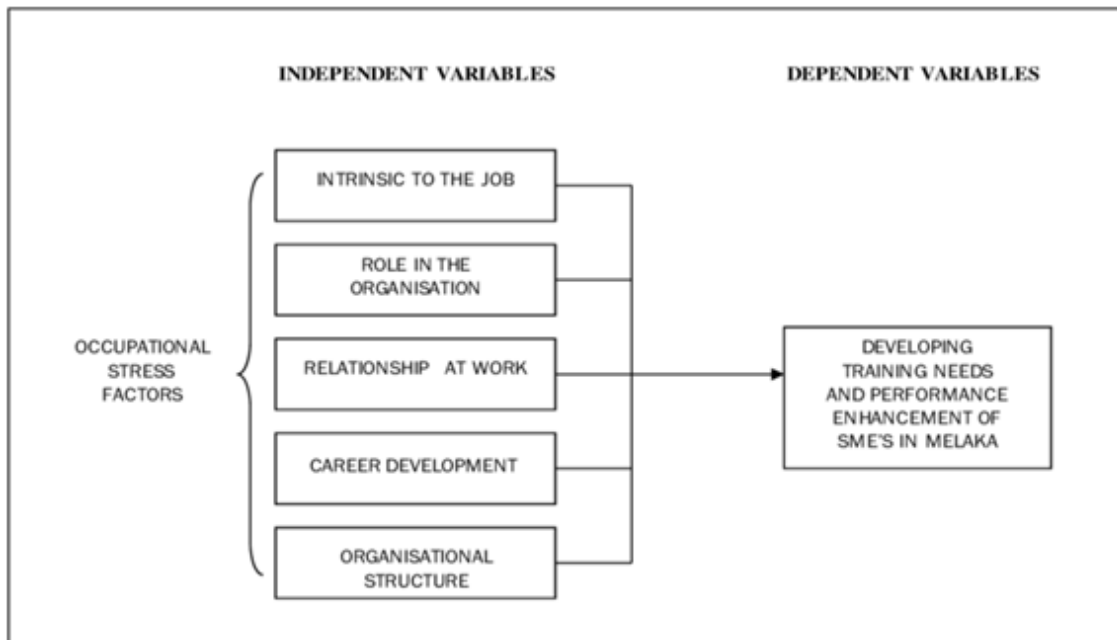 INDEPENDENT VARIABLES
DEPENDENT VARIABLES
INTRINSIC TO THE JOB
ROLE IN THE
ORGANISATION
OCCUPATIONAL
STRESS
FACTORS
RELATIONSHIP AT WORK
CAREER DEVELOPMENT
ORGANISATIONAL
STRUCTURE
DEVELOPING
TRAINING NEEDS
AND PERFORMANCE
ENHANCEMENT OF
SME'S IN MELAKA